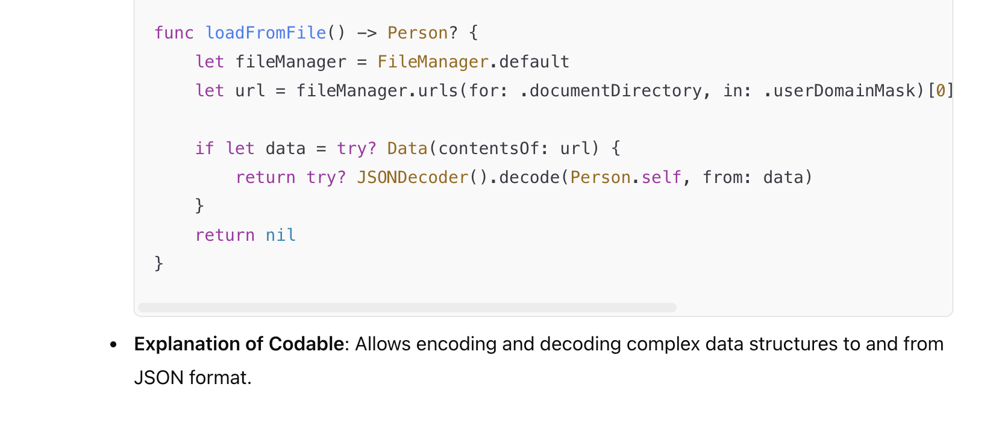 func loadFromFile() -> Person? {
    let fileManager = FileManager.default
    let url = fileManager.urls(for: .documentDirectory, in: .userDomainMask)[0]
    if let data = try? Data(contentsOf: url) {
        return try? JSONDecoder().decode(Person.self, from: data)
    }
    return nil
}
• Explanation of Codable: Allows encoding and decoding complex data structures to and from
JSON format.